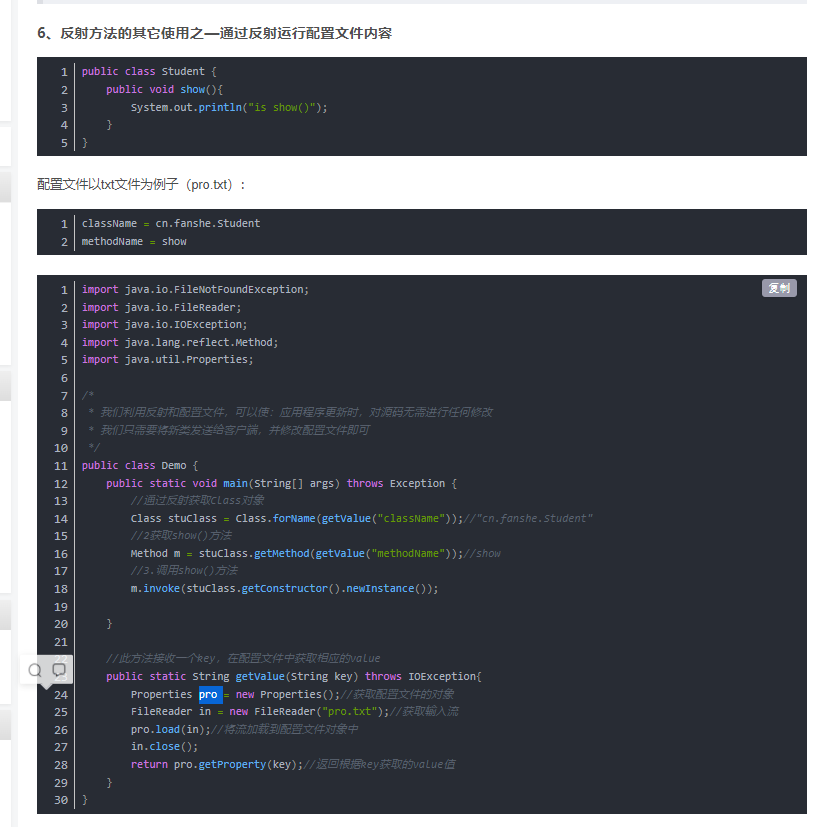 6、反射方法的其它使用之—通过反射运行配置文件内容
1 public class Student {
2 public void show(){
3 System.out.println("is show()");
4 }
5 }
配置文件以txt文件为例子（pro.txt）：
1 className = cn.fanshe.Student
2 methodName = show
复制
1 import java.io.FileNotFoundException;
2 import java.io.FileReader;
3 import java.io.IOException;
4 import java.lang.reflect.Method;
5 import java.util.Properties;
6
7 /*
8 * 我们利用反射和配置文件，可以使：应用程序更新时，对源码无需进行任何修改
9 * 我们只需要将新类发送给客户端，并修改配置文件即可
10 */
11 public class Demo {
12 public static void main(String[] args) throws Exception {
13 //通过反射获取Class对象
14 Class stuClass = Class.forName(getValue("className"));//"cn.fanshe.Student"
15 //2获取show()方法
16 Method m = stuClass.getMethod(getValue("methodName"));//show
17 //3.调用show()方法
18 m.invoke(stuClass.getConstructor().newInstance());
19
20 }
21
22 //此方法接收一个key，在配置文件中获取相应的value
23 public static String getValue(String key) throws IOException{
24 Properties pro = new Properties();//获取配置文件的对象
25 FileReader in = new FileReader("pro.txt");//获取输入流
26 pro.load(in);//将流加载到配置文件对象中
27 in.close();
28 return pro.getProperty(key);//返回根据key获取的value值
29 }
30 }